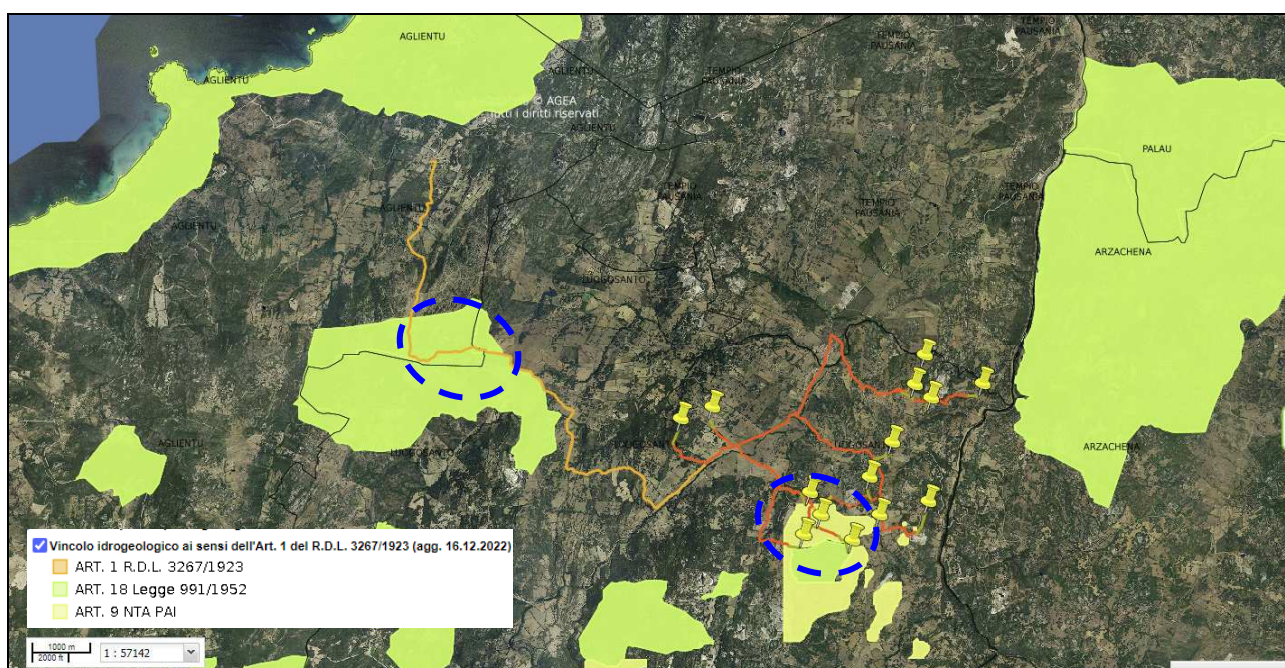 AGLIENTU
TEMPIO
PAUSANIA
TEMPIO
PAUSANIA
AGLIENTU
AGLIENTU
TEMPIO
PAUSANIA
© AGEA
tutti i diritti riservati
AGLIENTU
PALAU
TEMPIO
PAUSANIA
TEMPIO
PAUSANIA
TEMPIO
PAUSANIA
AGLIENTU
AGLIENTU
ARZACHENA
LUOGOSANTO
AGLIENTU
LUOGOSANTO
ARZACHENA
Vincolo idrogeologico ai sensi dell'Art. 1 del R.D.L. 3267/1923 (agg. 16.12.2022)
ART. 1 R.D.L. 3267/1923
ART. 18 Legge 991/1952
ART. 9 NTA PAI
1000 m
2000 ft
1 : 57142